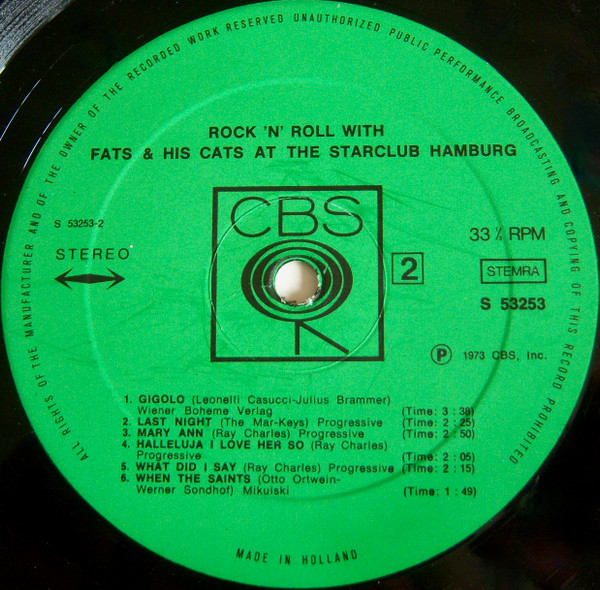 ALL RIGHTS OF THE MANUFACTURER AND OF THE OWNER OF THE RECORDED WORK RESERVED UNAUTHORIZED PUBLIC PERFORMANCE BROADCASTING AND COPYING OF THIS RECORD PROHIBITED
ROCK 'N' ROLL WITH
FATS & HIS CATS AT THE STARCLUB HAMBURG
S 53253-2
STEREO
CBS
2
33⅓ RPM
STEMRA
S 53253
Ⓟ 1973 CBS, Inc.
1. GIGOLO (Leonelli Casucci-Julius Brammer)
Wiener Boheme Verlag (Time: 3 : 38)
2. LAST NIGHT (The Mar-Keys) Progressive (Time: 2 : 25)
3. MARY ANN (Ray Charles) Progressive (Time: 2 : 50)
4. HALLELUJA I LOVE HER SO (Ray Charles)
Progressive (Time: 2 : 05)
5. WHAT DID I SAY (Ray Charles) Progressive (Time: 2 : 15)
6. WHEN THE SAINTS (Otto Ortwein-
Werner Sondhof) Mikulski (Time: 1 : 49)
MADE IN HOLLAND